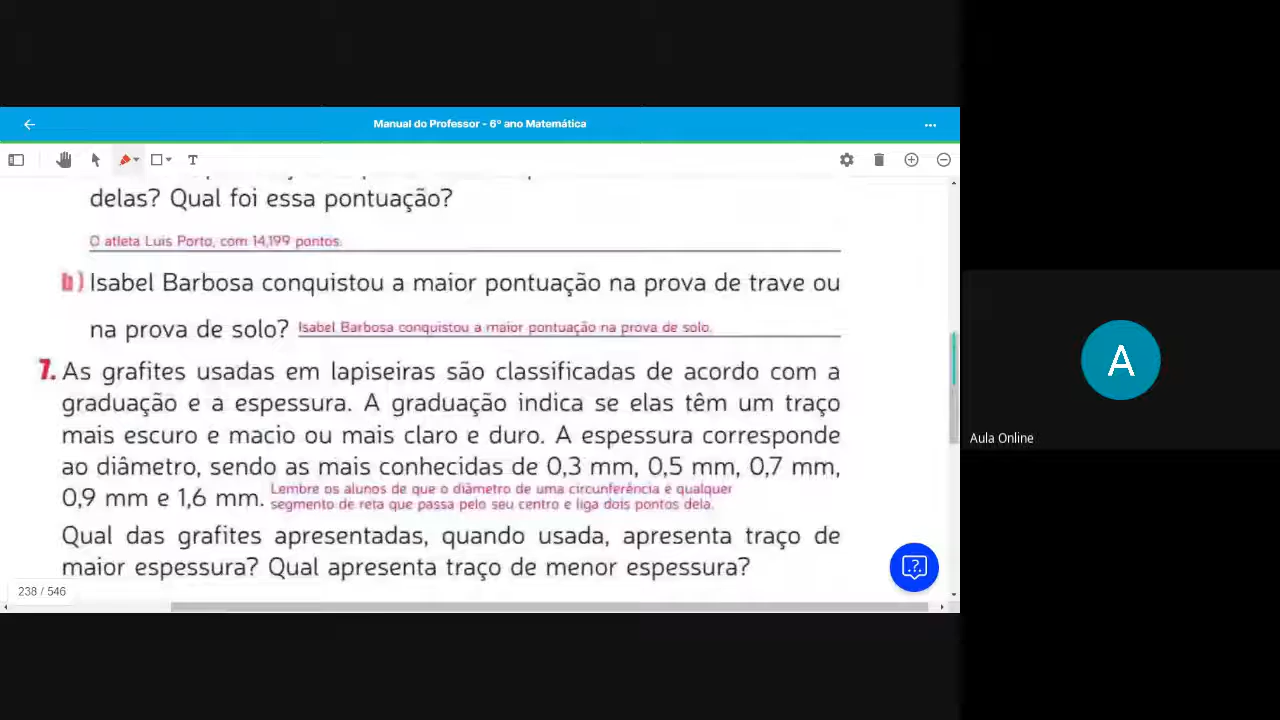 Manual do Professor - 6º ano Matemática
T
delas? Qual foi essa pontuação?
O atleta Luis Porto, com 14,199 pontos.
b) Isabel Barbosa conquistou a maior pontuação na prova de trave ou
na prova de solo? Isabel Barbosa conquistou a maior pontuação na prova de solo.
7. As grafites usadas em lapiseiras são classificadas de acordo com a
graduação e a espessura. A graduação indica se elas têm um traço
mais escuro e macio ou mais claro e duro. A espessura corresponde
ao diâmetro, sendo as mais conhecidas de 0,3 mm, 0,5 mm, 0,7 mm,
0,9 mm e 1,6 mm. Lembre os alunos de que o diâmetro de uma circunferência é qualquer
segmento de reta que passa pelo seu centro e liga dois pontos dela.
Qual das grafites apresentadas, quando usada, apresenta traço de
maior espessura? Qual apresenta traço de menor espessura?
238 / 546
A
Aula Online